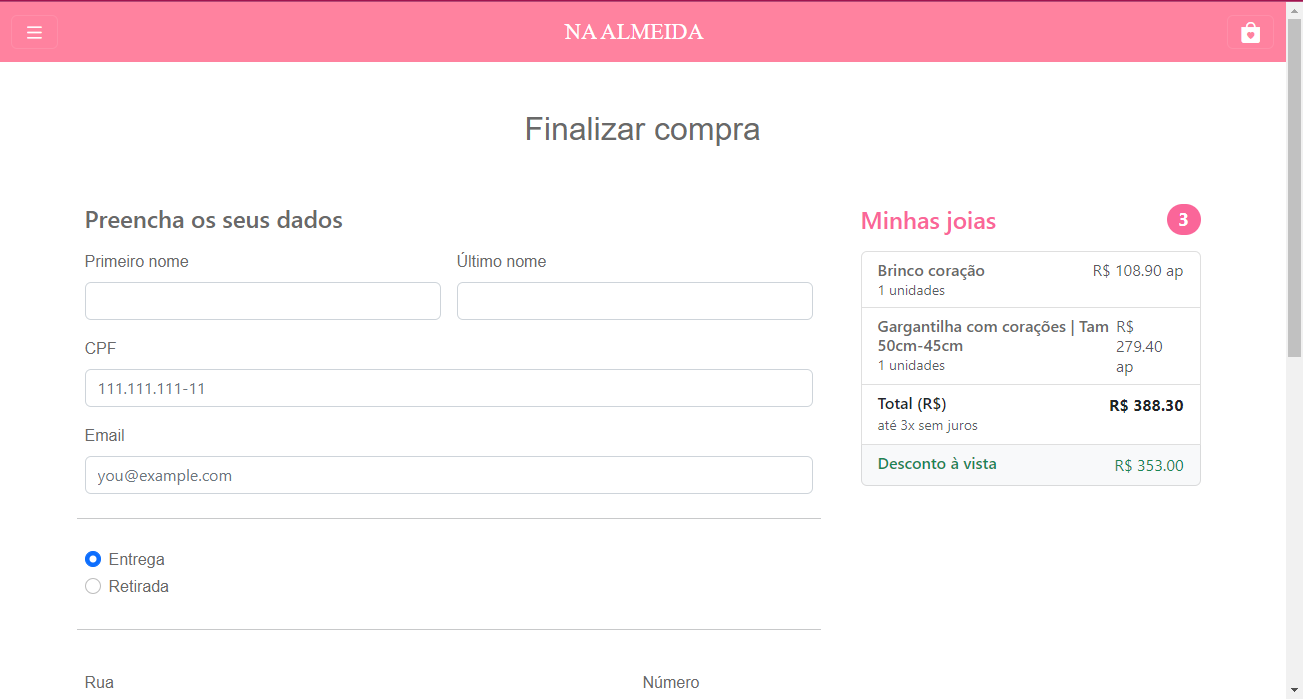 NA ALMEIDA
Finalizar compra
Preencha os seus dados
Primeiro nome
Último nome
CPF
111.111.111-11
Email
you@example.com
Entrega
Retirada
Rua
Número
Minhas joias
3
Brinco coração
R$ 108.90 ap
1 unidades
Gargantilha com corações | Tam
50cm-45cm
R$
279.40
ap
1 unidades
Total (R$)
R$ 388.30
até 3x sem juros
Desconto à vista
R$ 353.00